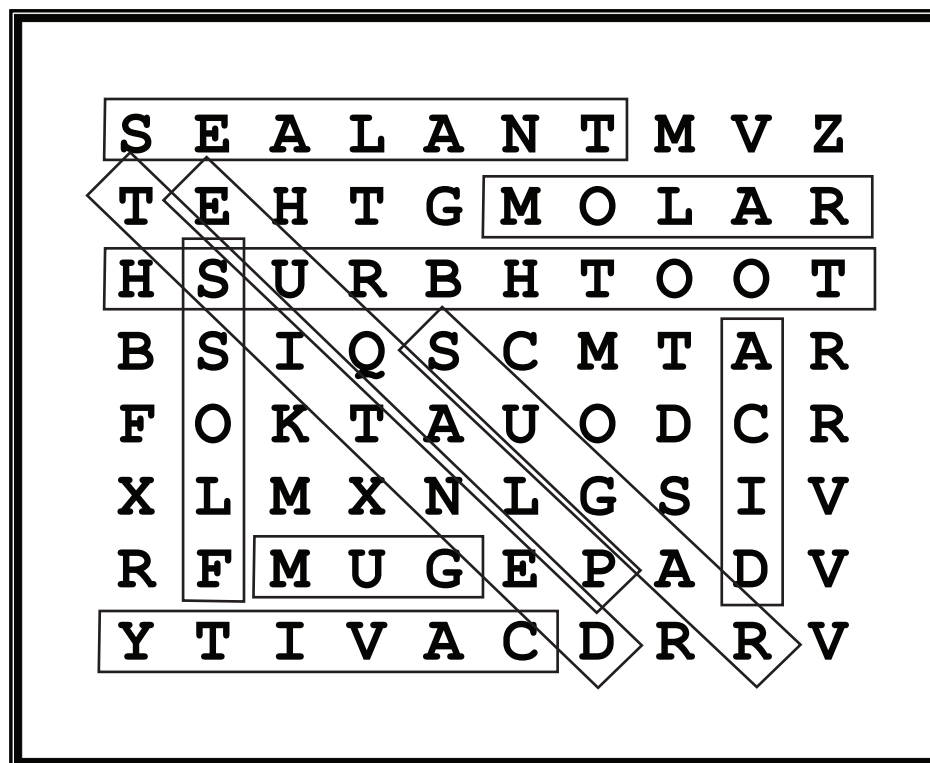 S E A L A N T M V Z
T E H T G M O L A R
H S U R B H T O O T
B S I Q S C M T A R
F O K T A U O D C R
X L M X N L G S I V
R F M U G E P A D V
Y T I V A C D R R V